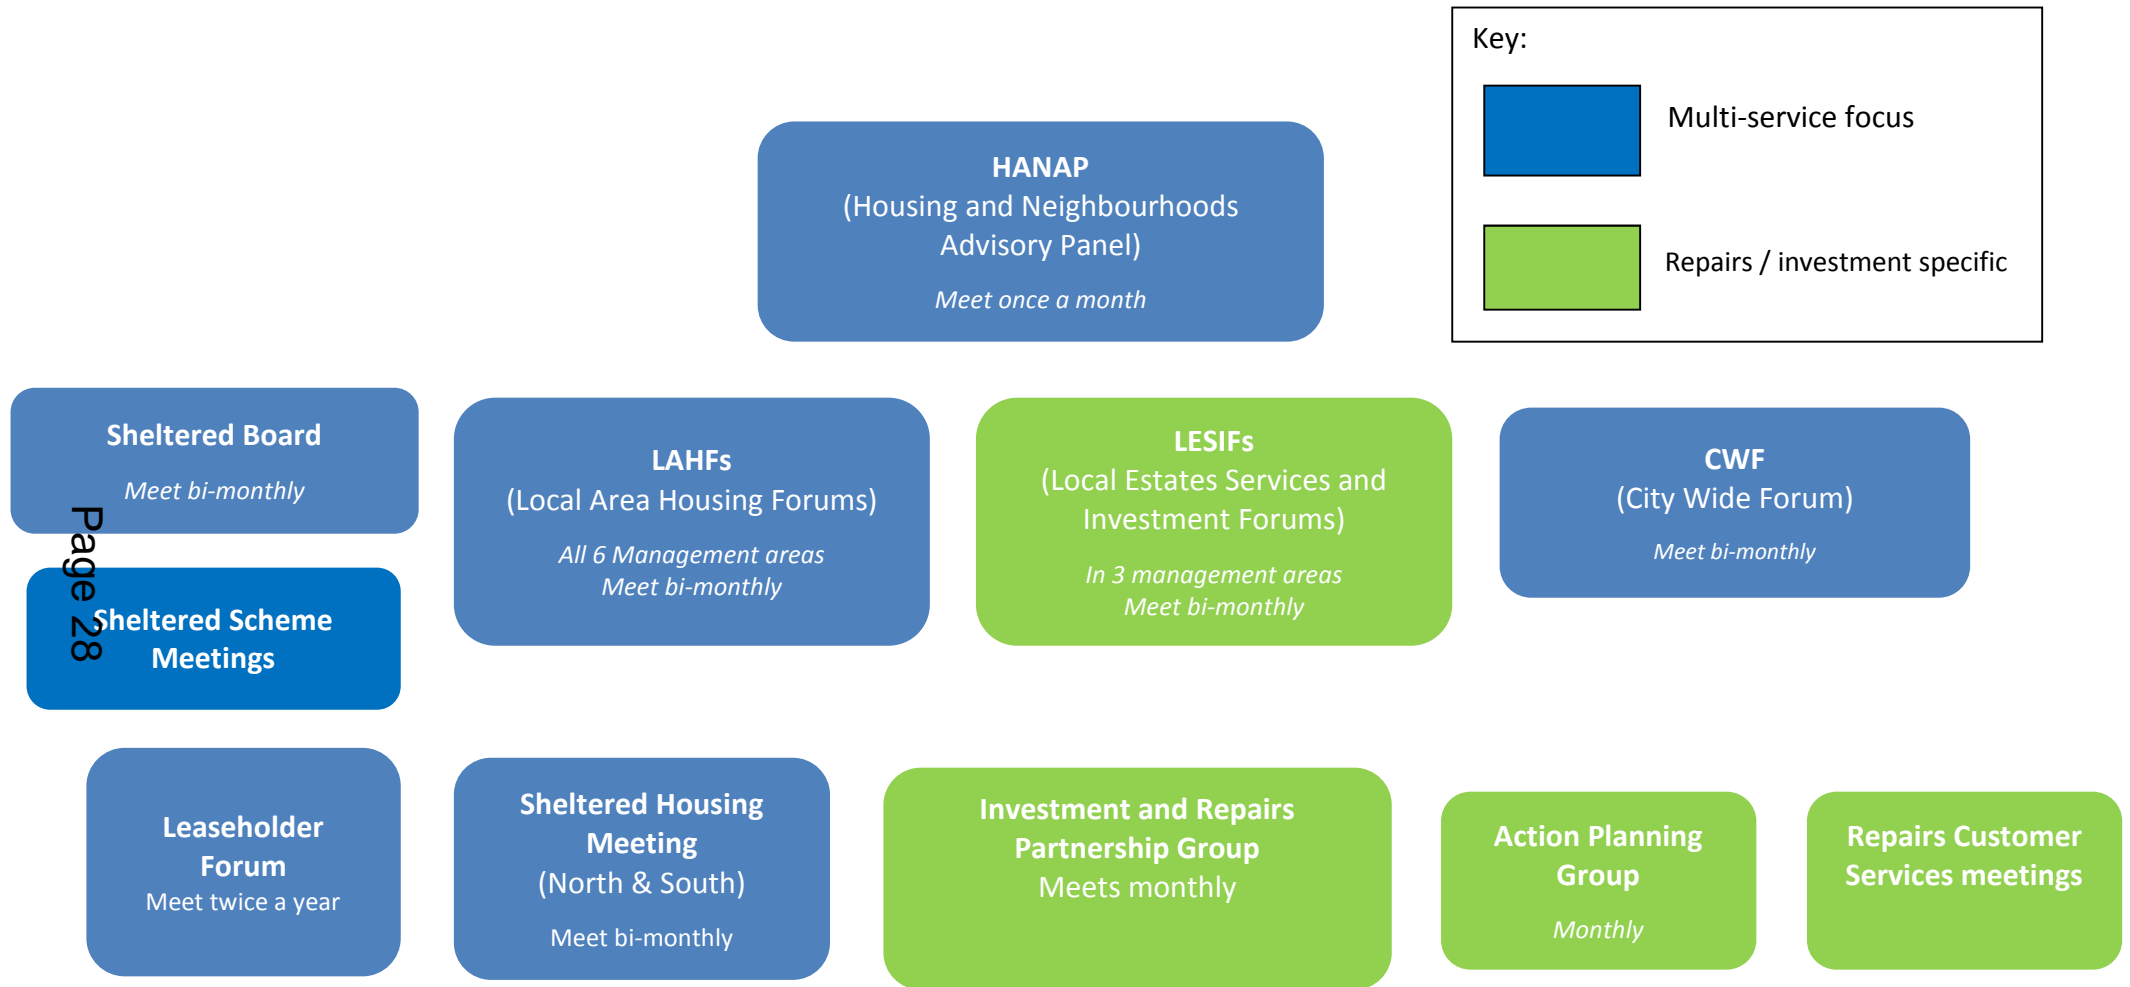 Key:
Multi-service focus
Repairs / investment specific
HANAP
(Housing and Neighbourhoods
Advisory Panel)
Meet once a month
Sheltered Board
Meet bi-monthly
LAHFs
(Local Area Housing Forums)
All 6 Management areas
Meet bi-monthly
LESIFs
(Local Estates Services and
Investment Forums)
In 3 management areas
Meet bi-monthly
CWF
(City Wide Forum)
Meet bi-monthly
Page 28
Sheltered Scheme
Meetings
Leaseholder
Forum
Meet twice a year
Sheltered Housing
Meeting
(North & South)
Meet bi-monthly
Investment and Repairs
Partnership Group
Meets monthly
Action Planning
Group
Monthly
Repairs Customer
Services meetings